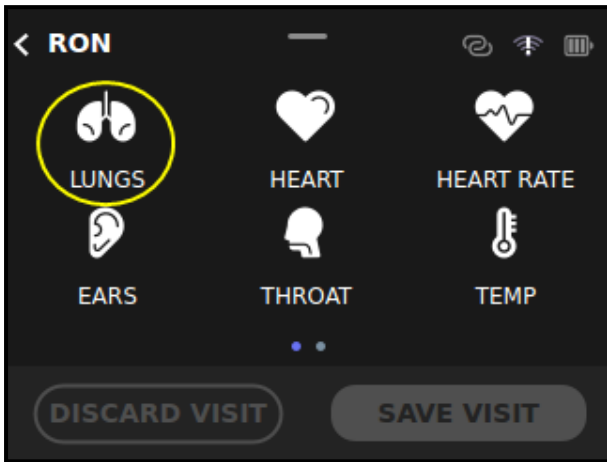 RON
LUNGS HEART HEART RATE
EARS THROAT TEMP
DISCARD VISIT SAVE VISIT